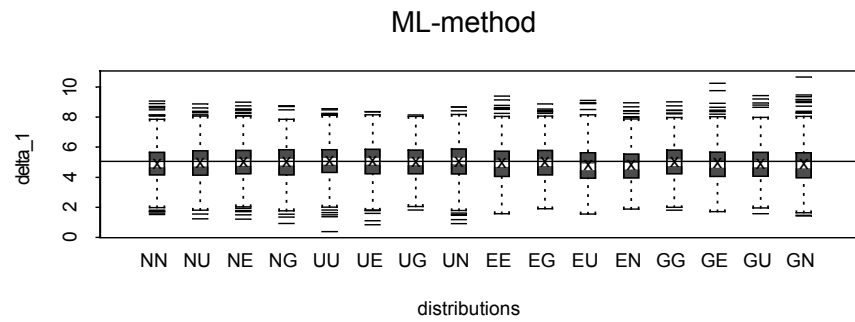 ML-method
delta_1
10
8
6
4
2
0
NN NU NE NG UU UE UG UN EE EG EU EN GG GE GU GN
distributions